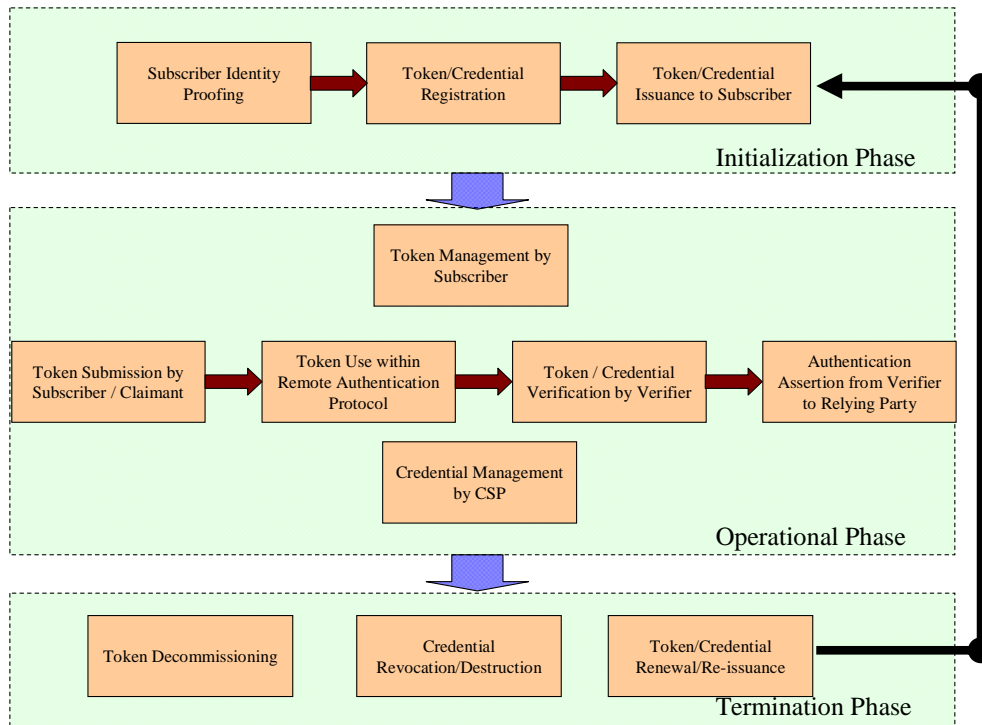 Subscriber Identity
Proofing
Token/Credential
Registration
Token/Credential
Issuance to Subscriber
Initialization Phase
Token Management by
Subscriber
Token Submission by
Subscriber / Claimant
Token Use within
Remote Authentication
Protocol
Token / Credential
Verification by Verifier
Authentication
Assertion from Verifier
to Relying Party
Credential Management
by CSP
Operational Phase
Token Decommissioning
Credential
Revocation/Destruction
Token/Credential
Renewal/Re-issuance
Termination Phase